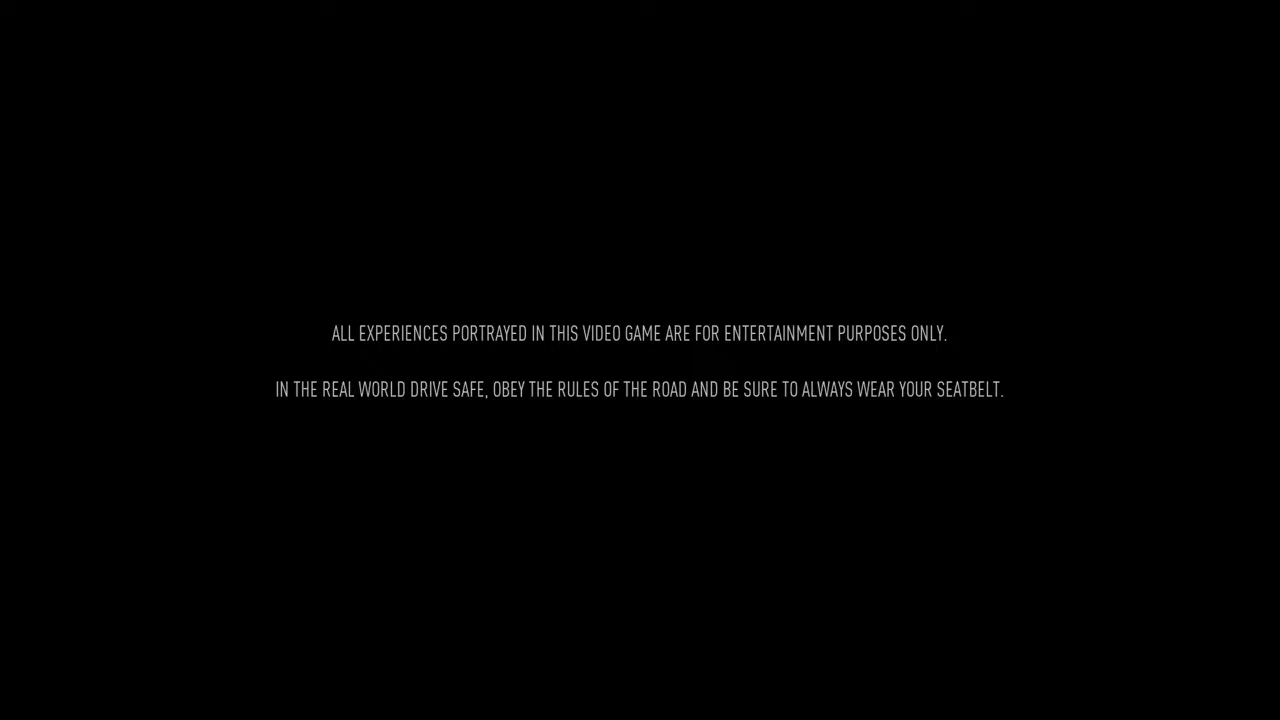 ALL EXPERIENCES PORTRAYED IN THIS VIDEO GAME ARE FOR ENTERTAINMENT PURPOSES ONLY.
IN THE REAL WORLD DRIVE SAFE, OBEY THE RULES OF THE ROAD AND BE SURE TO ALWAYS WEAR YOUR SEATBELT.